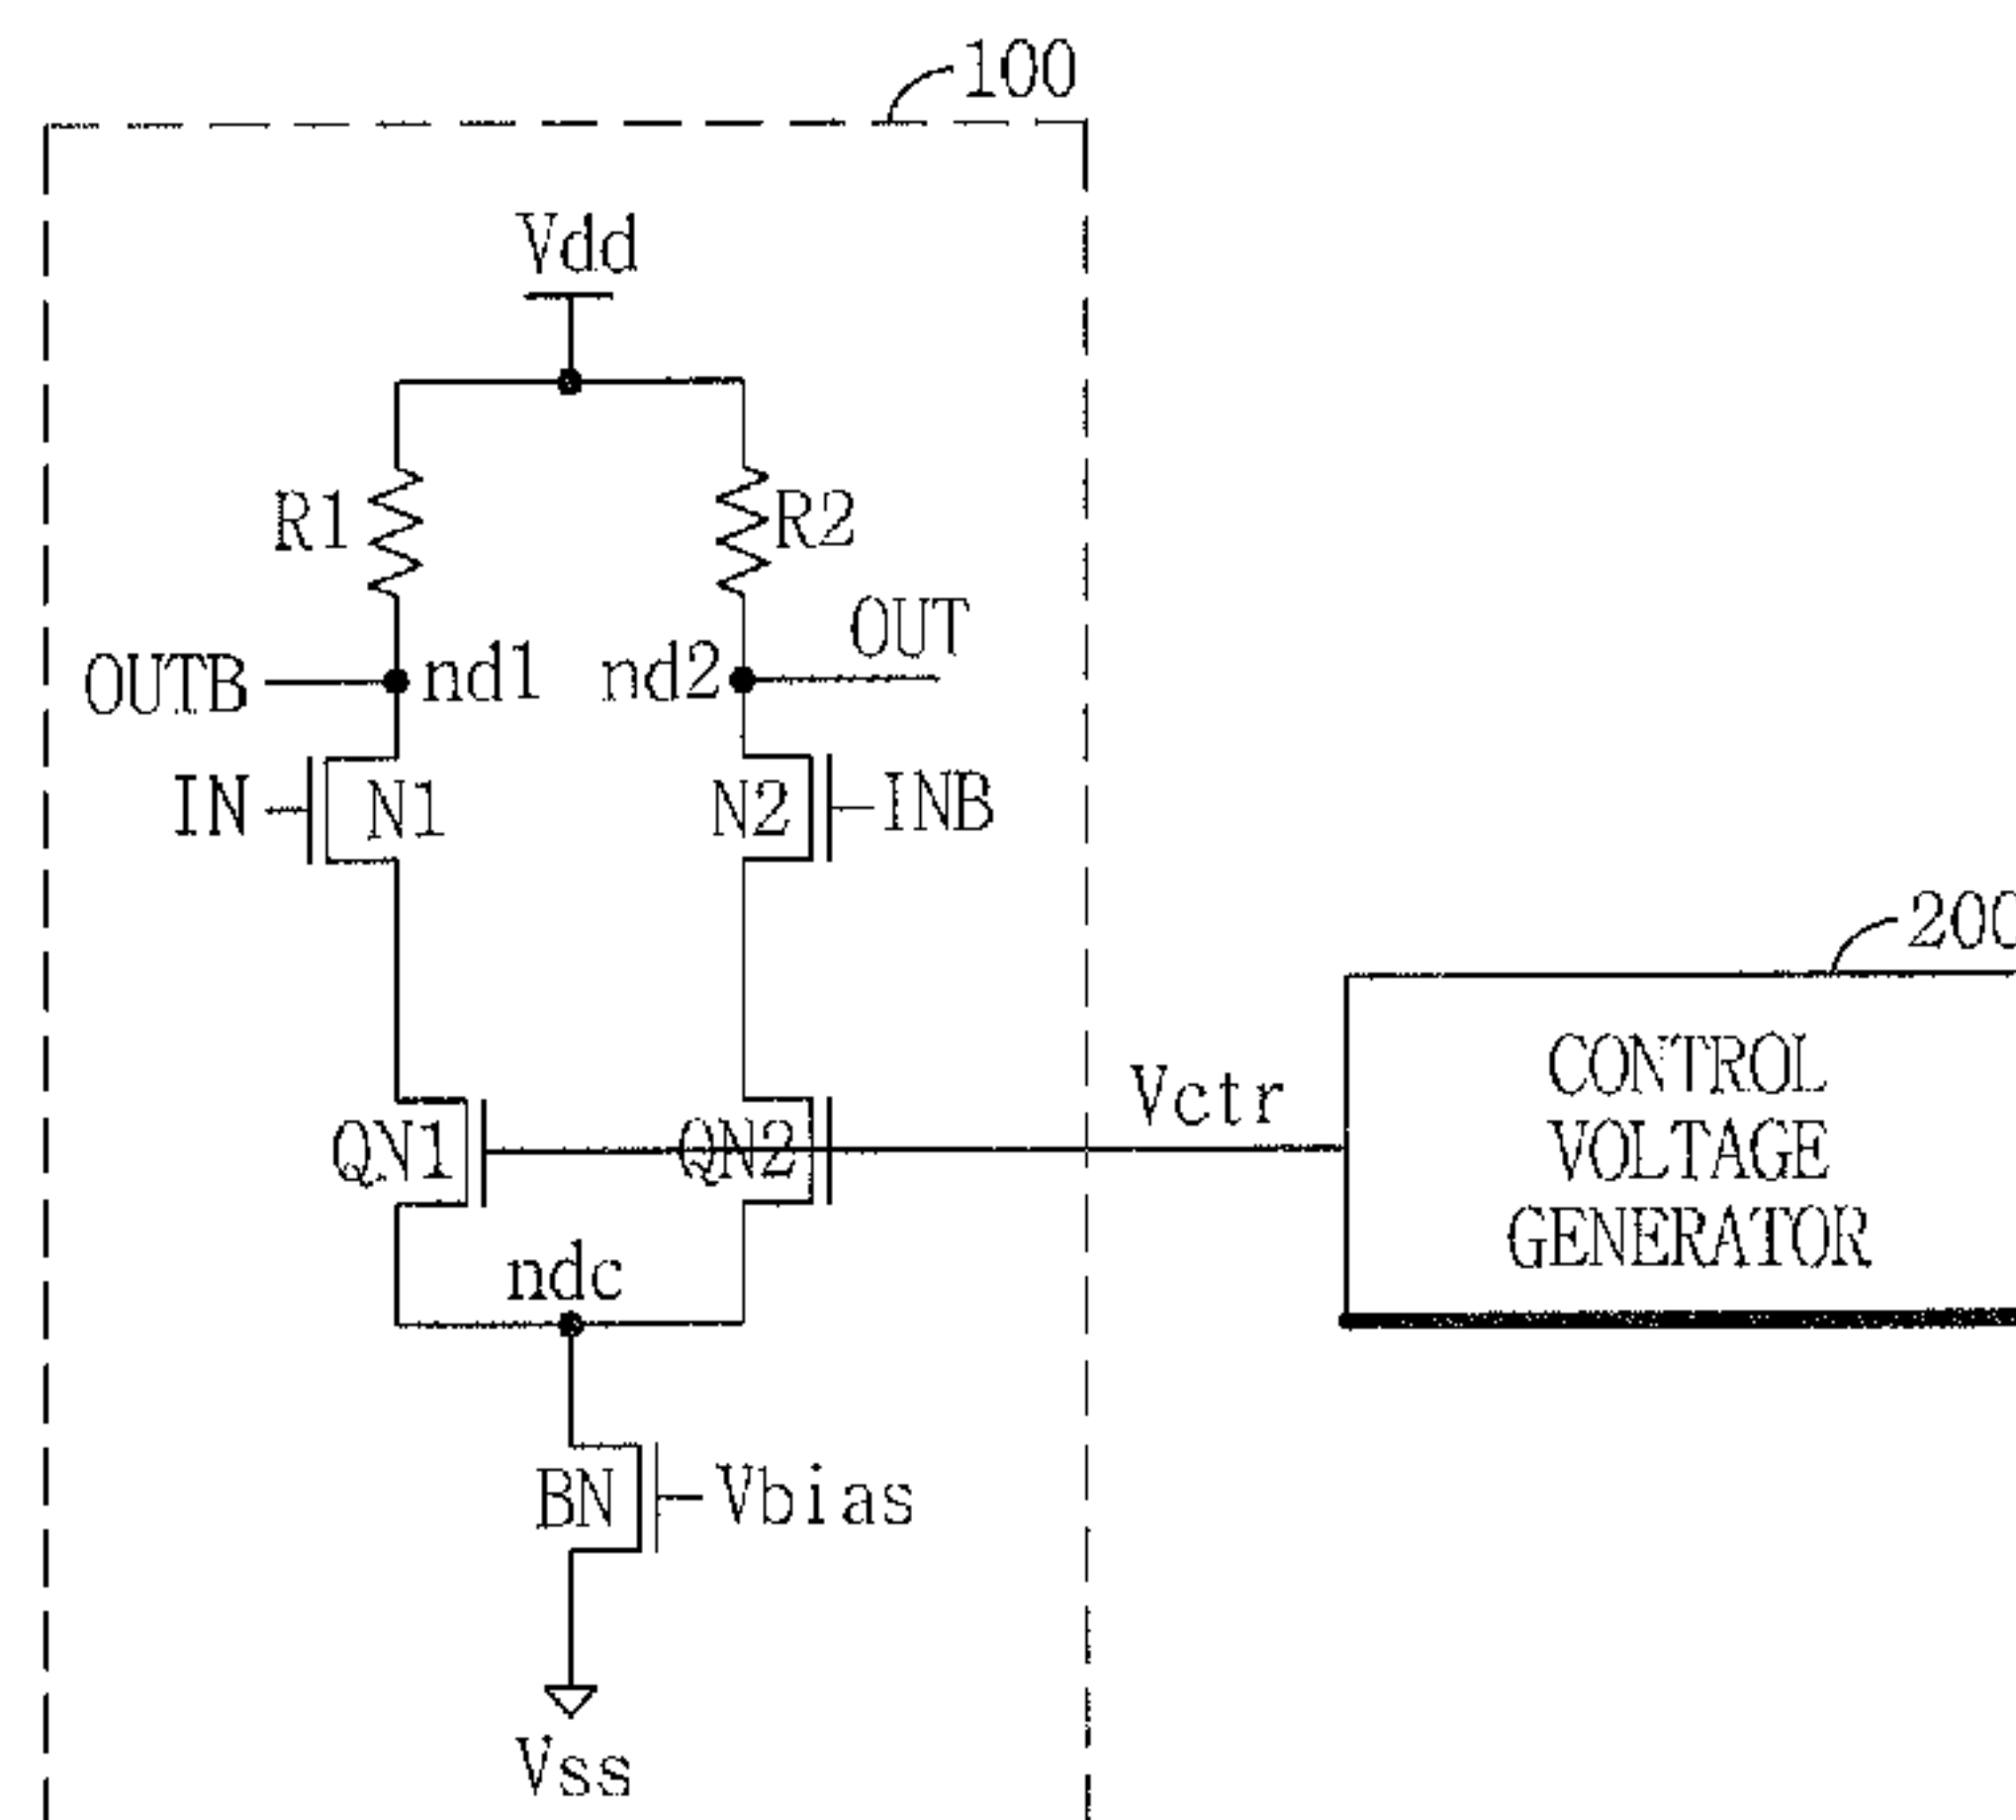 100
Vdd
R1
R2
OUT
OUTB
nd1
nd2
IN
N1
N2
INB
200
CONTROL
VOLTAGE
GENERATOR
Vctr
QN1
QN2
ndc
BN
Vbias
Vss